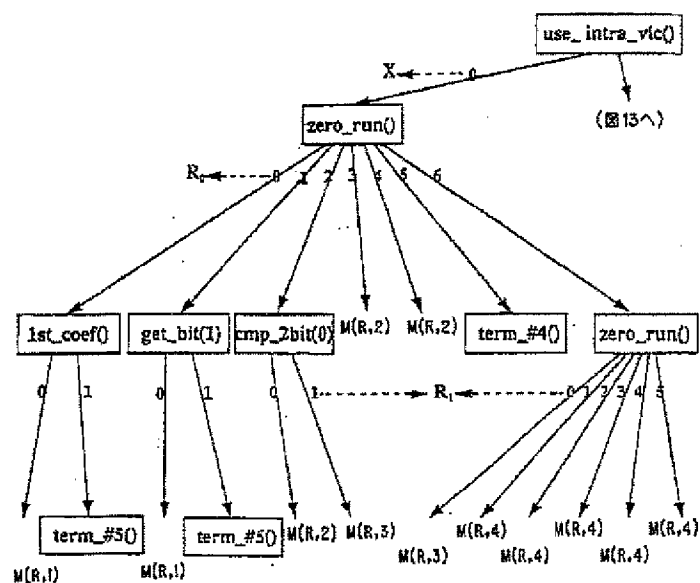 use_intra_vlc()
X
0
(図13へ)
zero_run()
R₀
0 1 2 3 4 5 6
1st_coef()
get_bit(1)
cmp_2bit(0)
M(R,2)
M(R,2)
term_#4()
zero_run()
0 1
0 1
0 1
R₁
0 1 2 3 4 5
M(R,1)
term_#5()
M(R,1)
term_#5()
M(R,2)
M(R,3)
M(R,3)
M(R,4)
M(R,4)
M(R,4)
M(R,4)
M(R,4)